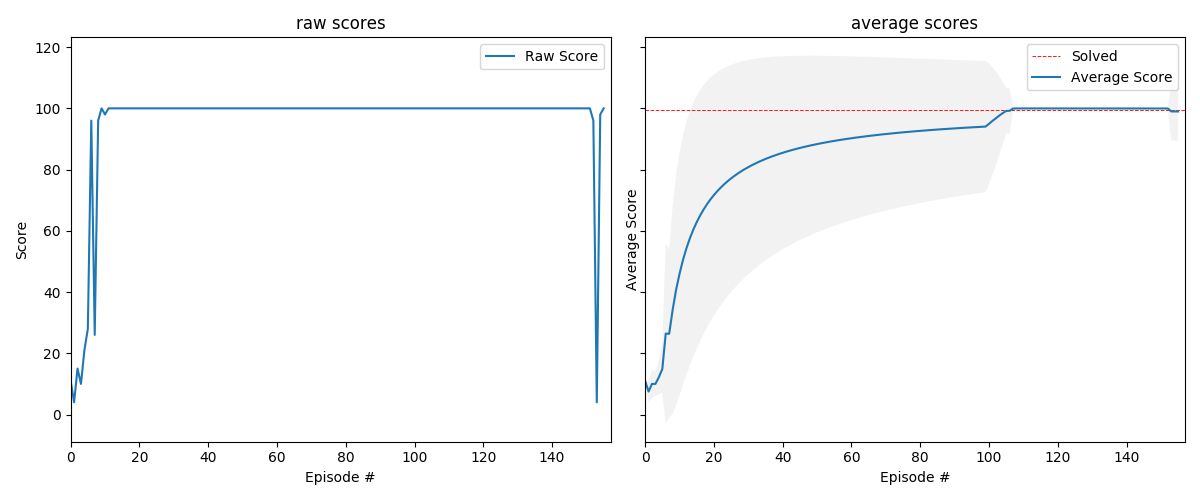 raw scores
120
100
80
60
40
20
0
Score
0 20 40 60 80 100 120 140
Episode #
Raw Score
average scores
Average Score
0 20 40 60 80 100 120 140
Episode #
Solved
Average Score